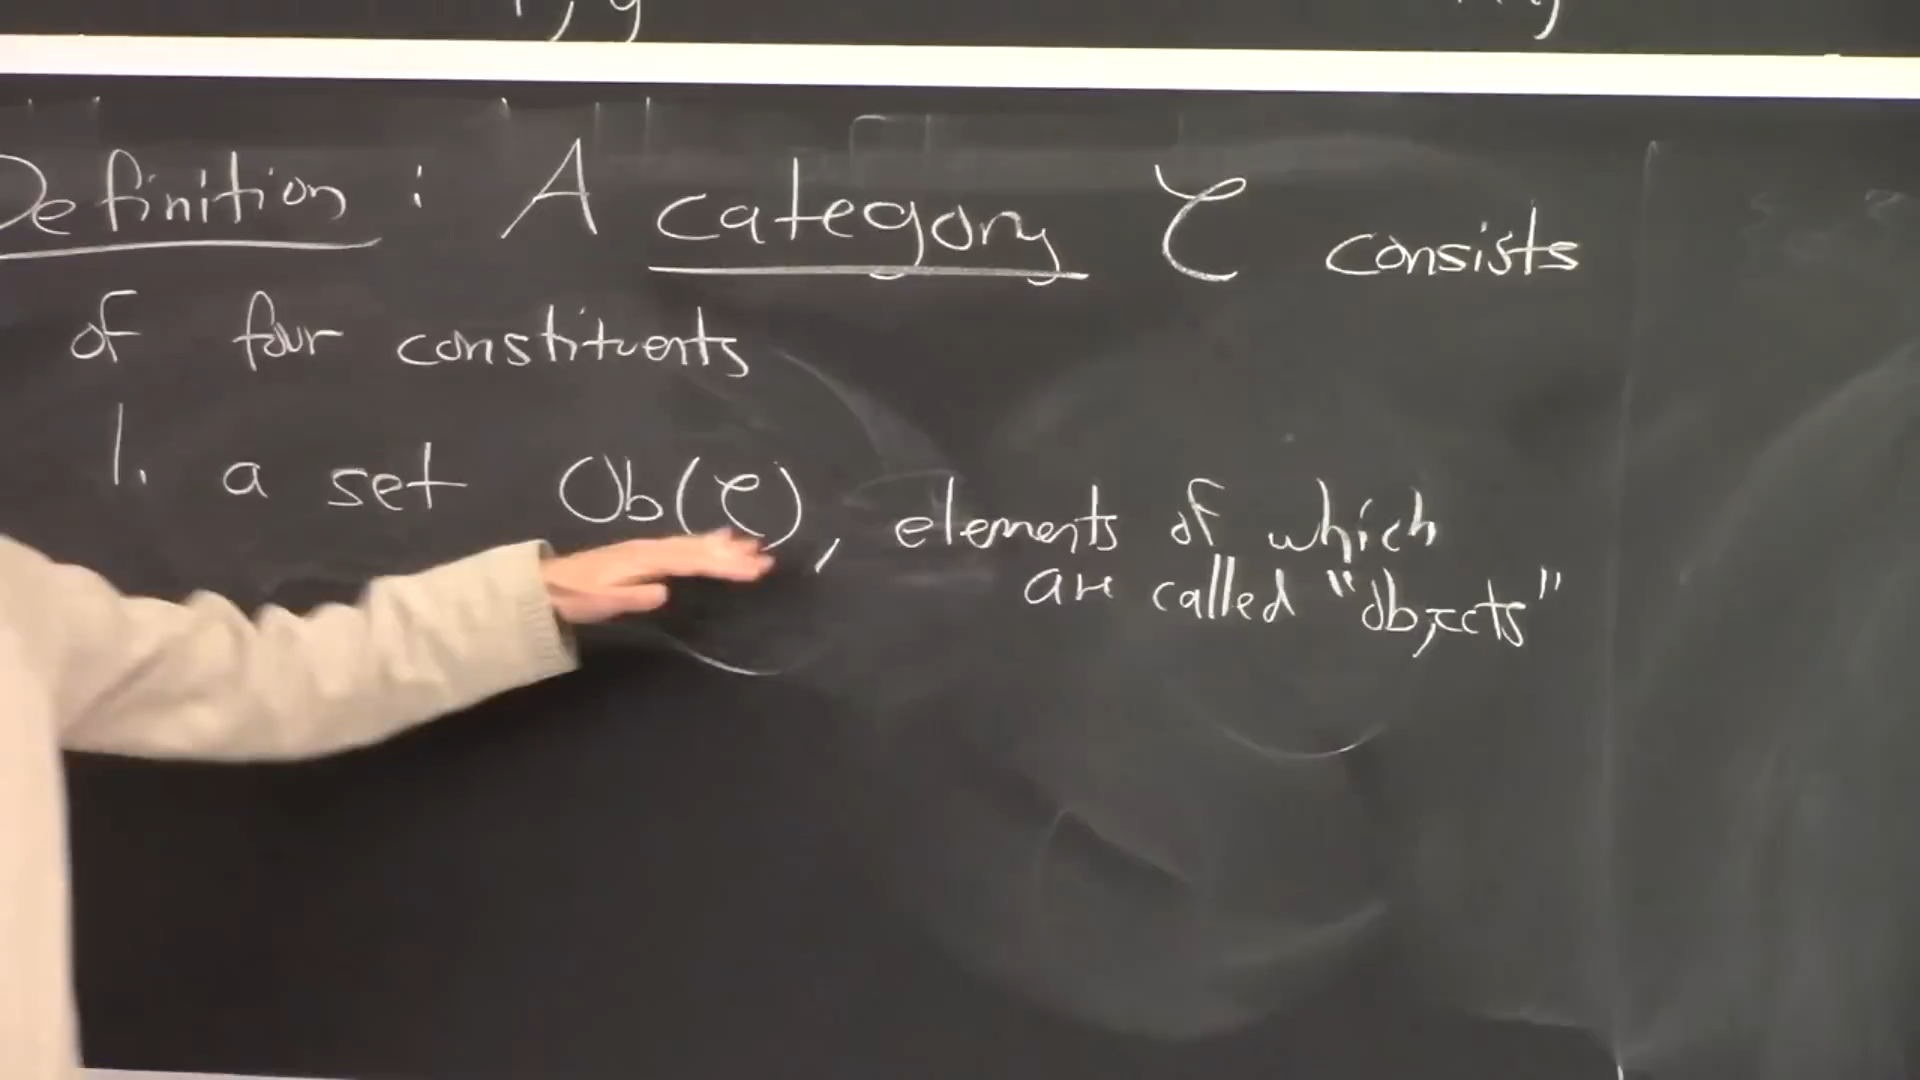 Definition : A category 𝒞 consists
of four constituents
1. a set Ob(𝒞), elements of which
are called "objects"